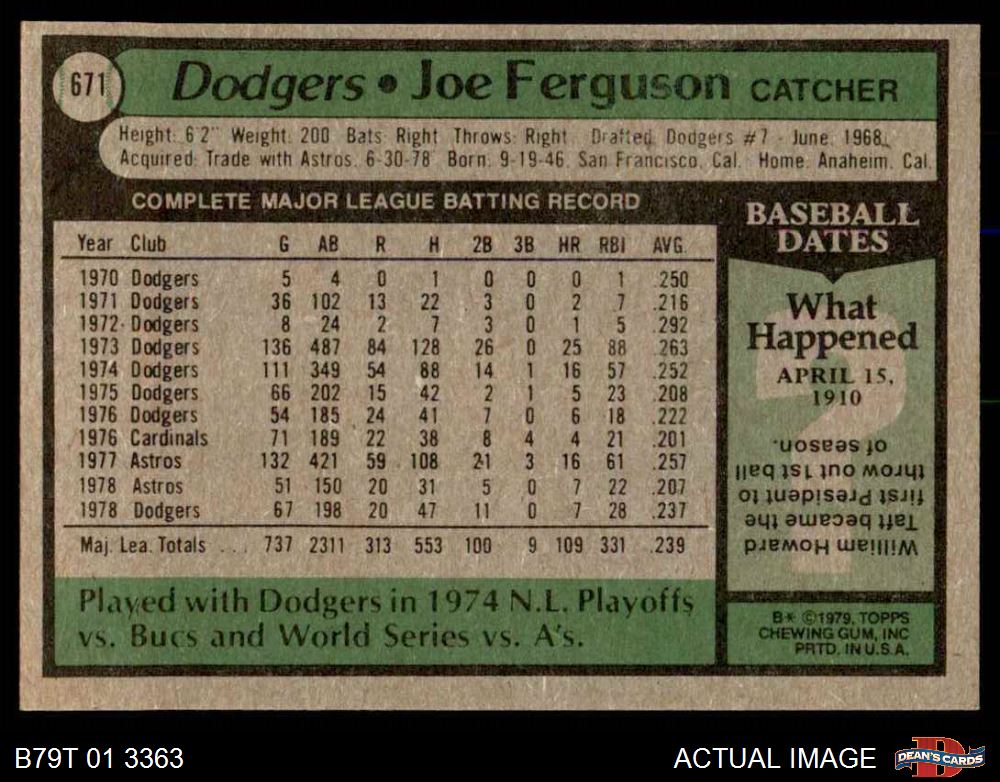 671
Dodgers • Joe Ferguson CATCHER
Height: 6'2" Weight: 200 Bats: Right Throws: Right Drafted: Dodgers #7 - June, 1968
Acquired: Trade with Astros, 6-30-78 Born: 9-19-46, San Francisco, Cal. Home: Anaheim, Cal.
COMPLETE MAJOR LEAGUE BATTING RECORD
Year Club G AB R H 2B 3B HR RBI AVG.
1970 Dodgers 5 4 0 1 0 0 0 1 .250
1971 Dodgers 36 102 13 22 3 0 2 7 .216
1972 Dodgers 8 24 2 7 3 0 1 5 .292
1973 Dodgers 136 487 84 128 26 0 25 88 .263
1974 Dodgers 111 349 54 88 14 1 16 57 .252
1975 Dodgers 66 202 15 42 2 1 5 23 .208
1976 Dodgers 54 185 24 41 7 0 6 18 .222
1976 Cardinals 71 189 22 38 8 4 4 21 .201
1977 Astros 132 421 59 108 21 3 16 61 .257
1978 Astros 51 150 20 31 5 0 7 22 .207
1978 Dodgers 67 198 20 47 11 0 7 28 .237
Maj. Lea. Totals ... 737 2311 313 553 100 9 109 331 .239
Played with Dodgers in 1974 N.L. Playoffs
vs. Bucs and World Series vs. A's.
BASEBALL
DATES
What
Happened
APRIL 15,
1910
William Howard
Taft became the
first President to
throw out 1st ball
of season.
B* ©1979, TOPPS
CHEWING GUM, INC
PRTD. IN U.S.A.
B79T 01 3363
ACTUAL IMAGE
DEAN'S CARDS